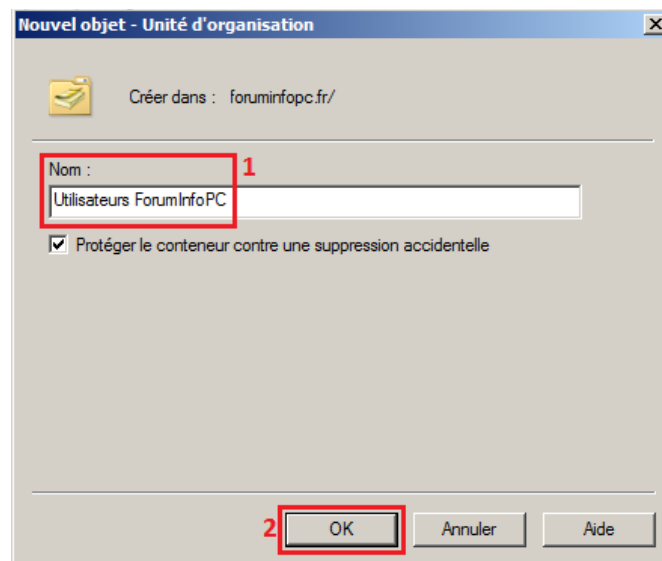 Nouvel objet - Unité d'organisation
Créer dans : foruminfopc.fr/
Nom :
1
Utilisateurs ForumInfoPC
Protéger le conteneur contre une suppression accidentelle
2
OK
Annuler
Aide